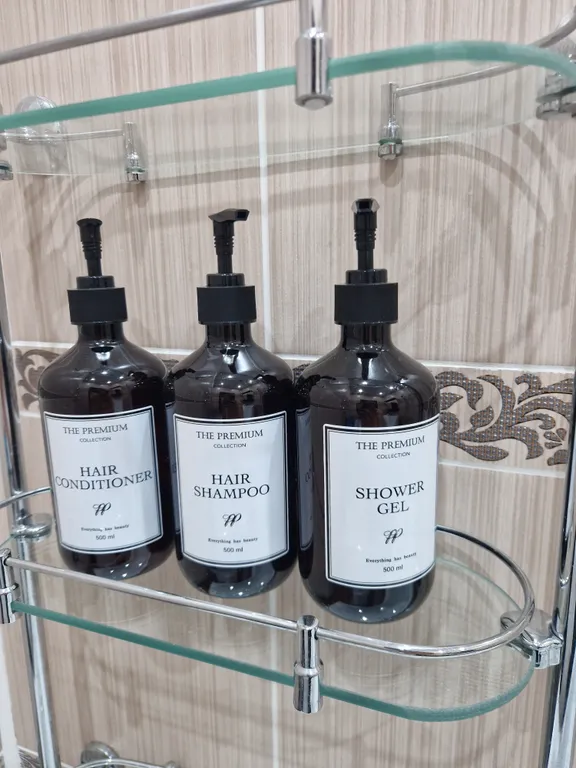 THE PREMIUM
COLLECTION
HAIR
CONDITIONER
Everything has beauty
500 ml
THE PREMIUM
COLLECTION
HAIR
SHAMPOO
Everything has beauty
500 ml
THE PREMIUM
COLLECTION
SHOWER
GEL
Everything has beauty
500 ml